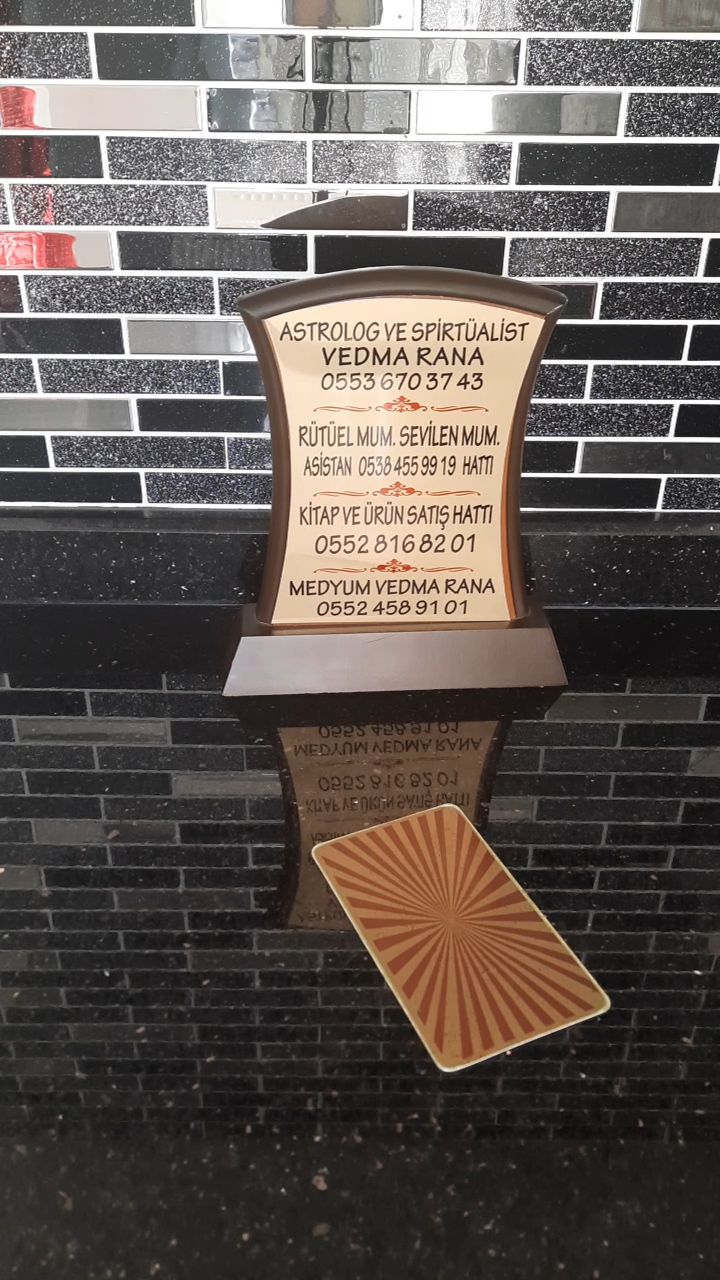 ASTROLOG VE SPİRTÜALİST
VEDMA RANA
0553 670 37 43
RÜTÜEL MUM. SEVİLEN MUM.
ASİSTAN 0538 455 99 19 HATTI
KİTAP VE ÜRÜN SATIŞ HATTI
0552 816 82 01
MEDYUM VEDMA RANA
0552 458 91 01